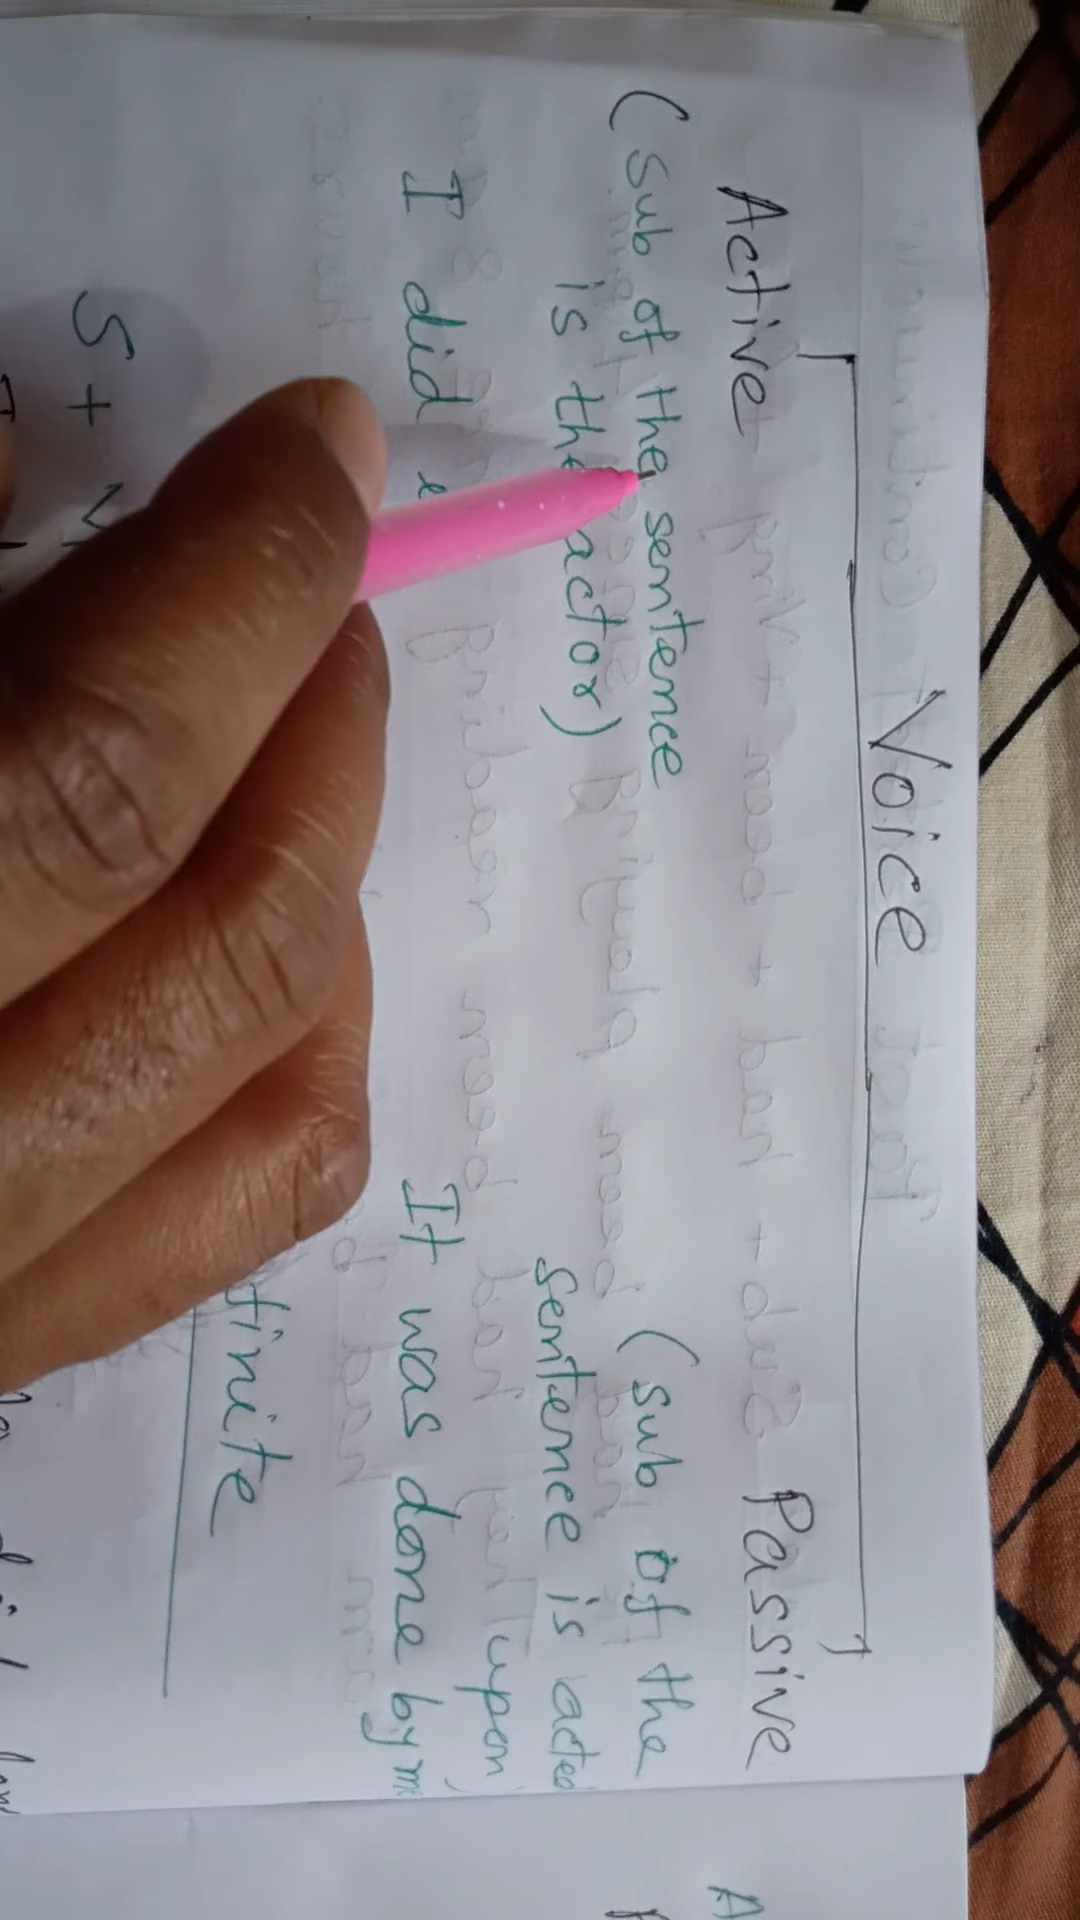 Voice
Active Passive
(sub of the sentence (sub of the
is the actor) sentence is acted
upon)
I did It was done by
finite
S + V